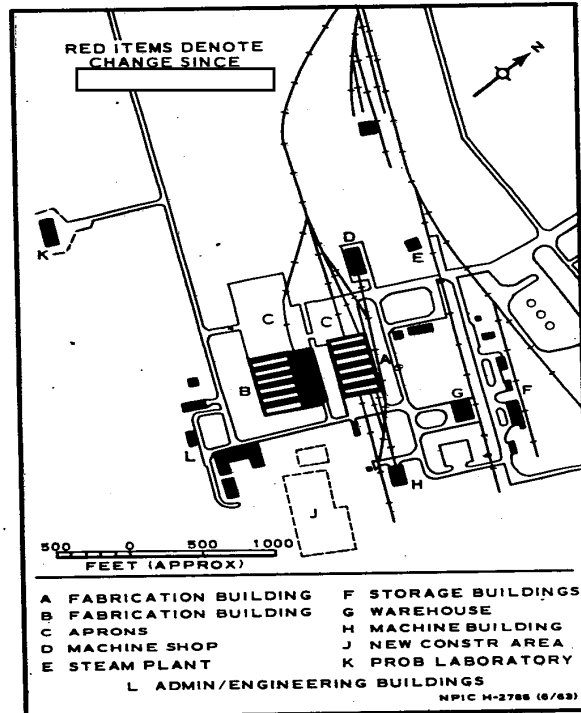 RED ITEMS DENOTE
CHANGE SINCE
N
K
D
E
C
C
B
A
F
G
L
H
J
500 0 500 1000
FEET (APPROX)
A FABRICATION BUILDING
B FABRICATION BUILDING
C APRONS
D MACHINE SHOP
E STEAM PLANT
F STORAGE BUILDINGS
G WAREHOUSE
H MACHINE BUILDING
J NEW CONSTR AREA
K PROB LABORATORY
L ADMIN/ENGINEERING BUILDINGS
NPIC H-2786 (6/63)